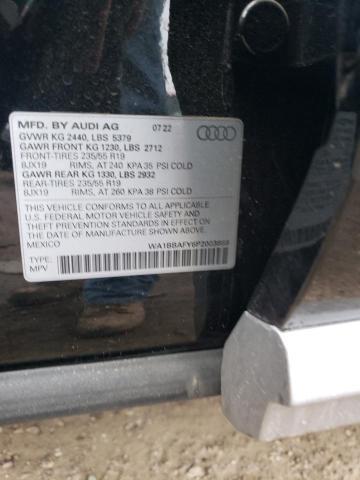 MFD. BY AUDI AG 07 22
GVWR KG 2440, LBS 5379
GAWR FRONT KG 1230, LBS 2712
FRONT-TIRES 235/55 R19
8JX19 RIMS, AT 240 KPA 35 PSI COLD
GAWR REAR KG 1330, LBS 2932
REAR-TIRES 235/55 R19
8JX19 RIMS, AT 260 KPA 38 PSI COLD
THIS VEHICLE CONFORMS TO ALL APPLICABLE
U.S. FEDERAL MOTOR VEHICLE SAFETY AND
THEFT PREVENTION STANDARDS IN EFFECT ON
THE DATE OF MANUFACTURE SHOWN ABOVE.
MEXICO
TYPE:
MPV